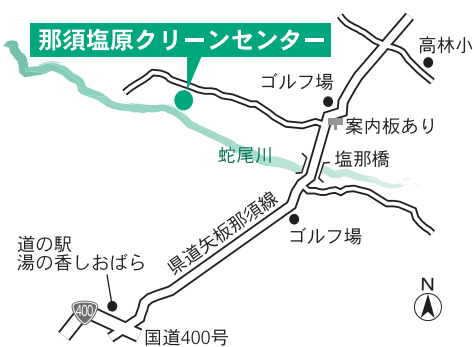 那須塩原クリーンセンター
高林小
ゴルフ場
案内板あり
蛇尾川
塩那橋
県道矢板那須線
ゴルフ場
道の駅
湯の香しおばら
400
国道400号
N